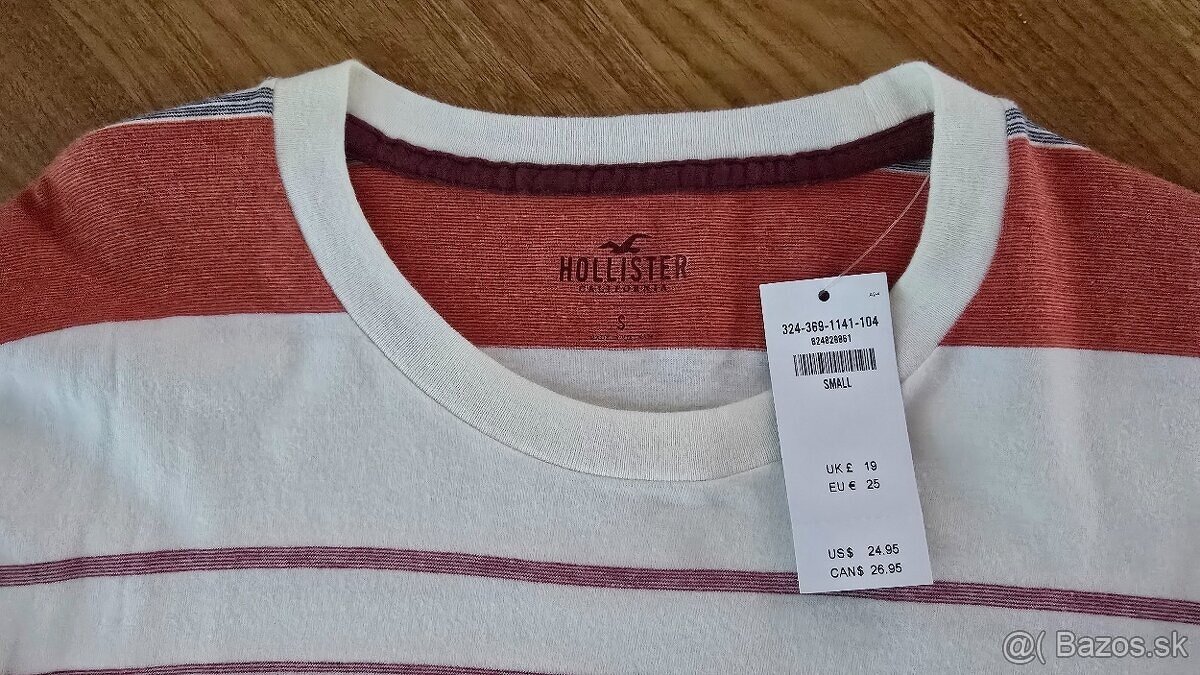 HOLLISTER
CALIFORNIA
S
324-369-1141-104
024020051
SMALL
UK £ 19
EU € 25
US$ 24.95
CAN$ 26.95
@( Bazos.sk